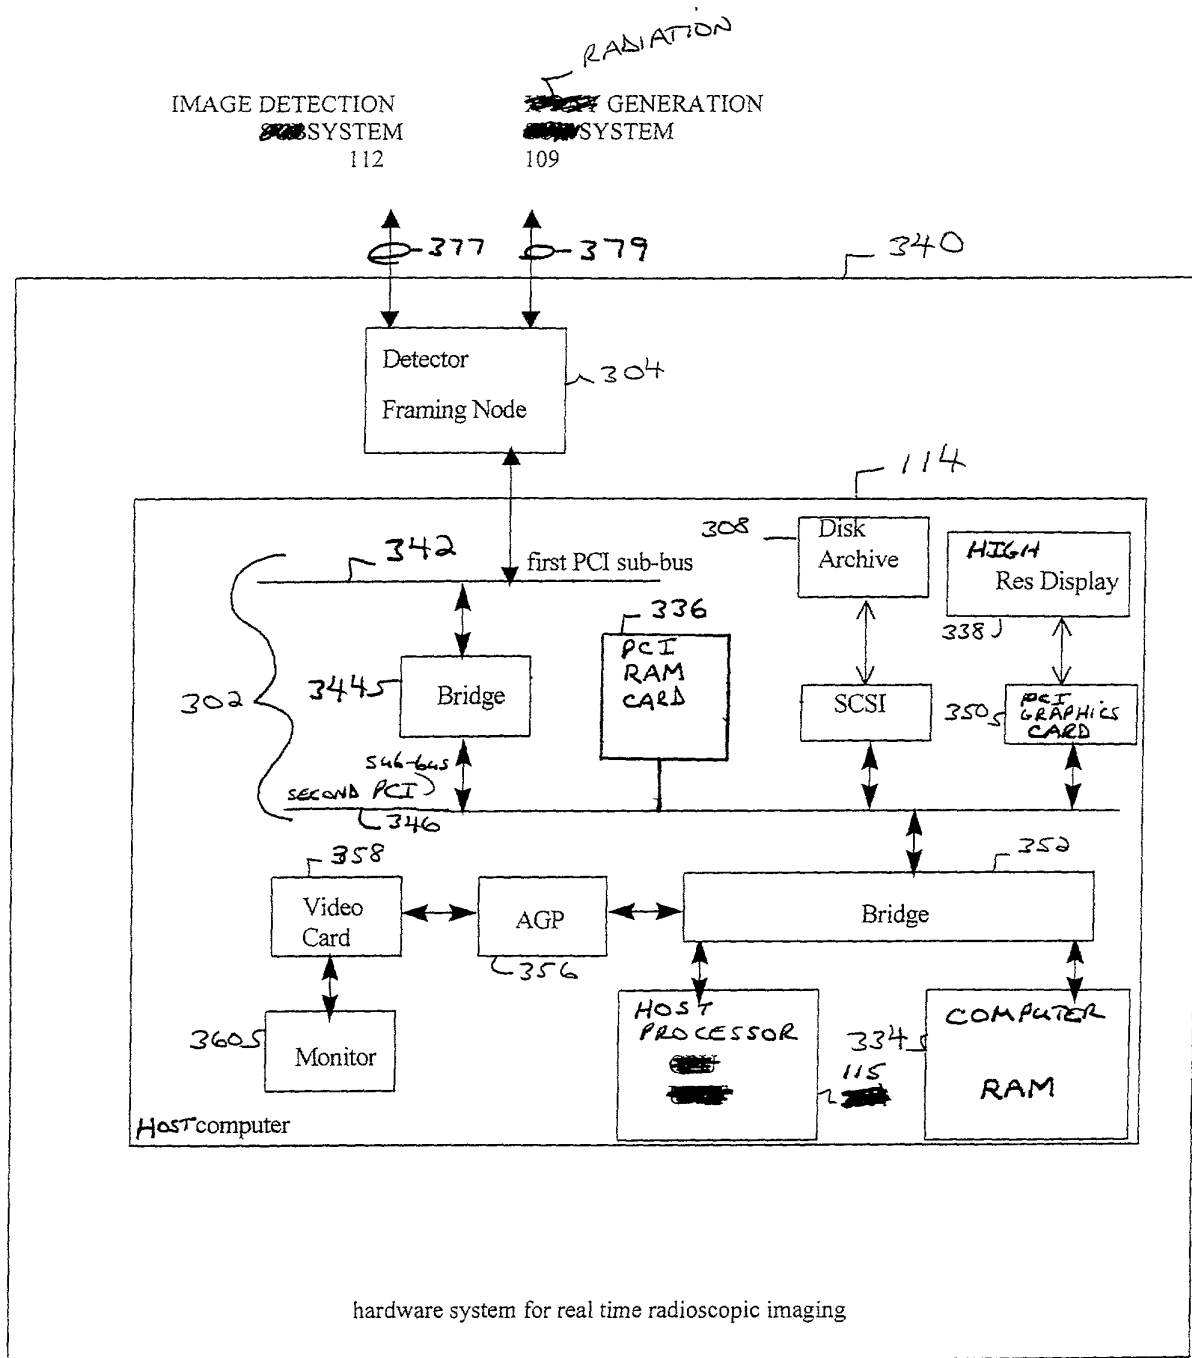 RADIATION
IMAGE DETECTION
SYSTEM
112
GENERATION
SYSTEM
109
377
379
340
Detector
Framing Node
304
114
342
first PCI sub-bus
308
Disk
Archive
HIGH
Res Display
338
336
PCI
RAM
CARD
302
344
Bridge
SCSI
350
PCI
GRAPHICS
CARD
sub-bus
SECOND PCI
346
358
352
Video
Card
AGP
356
Bridge
360
Monitor
HOST
PROCESSOR
115
334
COMPUTER
RAM
HOST computer
hardware system for real time radioscopic imaging